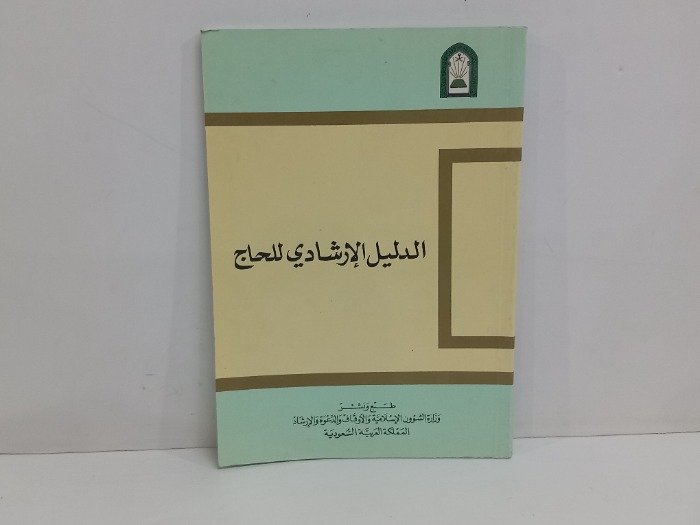 الدليل الإرشادي للحاج
طبع ونشر
وزارة الشؤون الإسلامية والأوقاف والدعوة والإرشاد
المملكة العربية السعودية